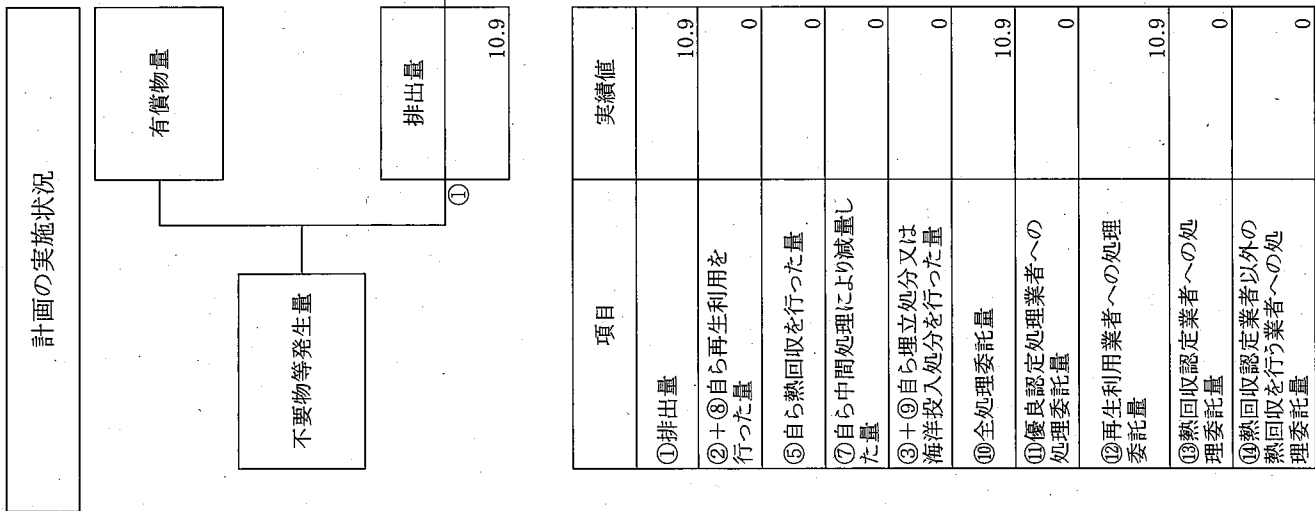 計画の実施状況
不要物等発生量
有償物量
①
排出量
10.9
項目
実績値
①排出量
10.9
②+⑧自ら再生利用を
行った量
0
⑤自ら熱回収を行った量
0
⑦自ら中間処理により減量し
た量
0
③+⑨自ら埋立処分又は
海洋投入処分を行った量
0
⑩全処理委託量
10.9
⑪優良認定処理業者への
処理委託量
0
⑫再生利用業者への処理
委託量
10.9
⑬熱回収認定業者への処
理委託量
0
⑭熱回収認定業者以外の
熱回収を行う業者への処
理委託量
0